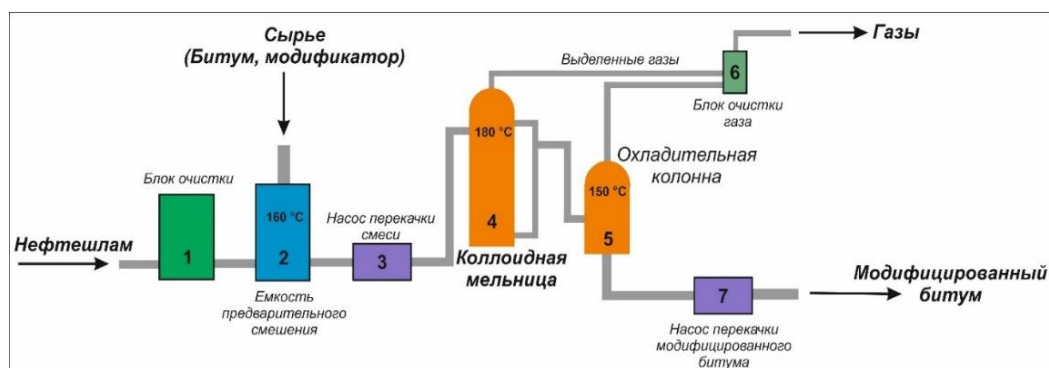 Сырье
(Битум, модификатор)
Газы
Выделенные газы
6
Блок очистки
газа
180 °C
Охладительная
колонна
Блок очистки
160 °C
150 °C
Насос перекачки
смеси
4
Нефтешлам
1
2
3
5
Коллоидная
мельница
Емкость
предварительного
смешения
7
Модифицированный
битум
Насос перекачки
модифицированного
битума